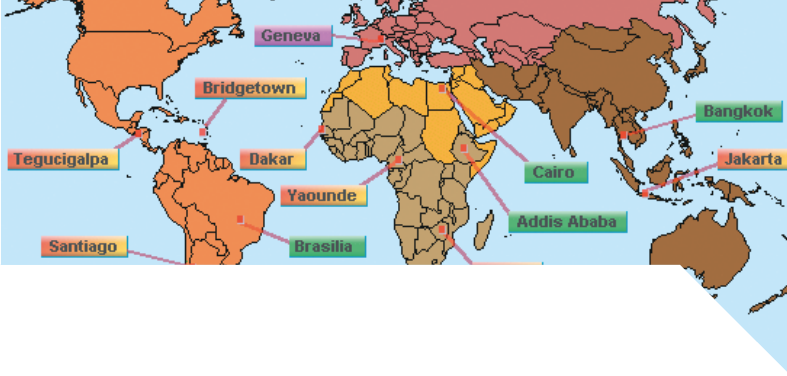 Geneva
Bridgetown
Bangkok
Tegucigalpa
Dakar
Jakarta
Cairo
Yaounde
Addis Ababa
Santiago
Brasilia